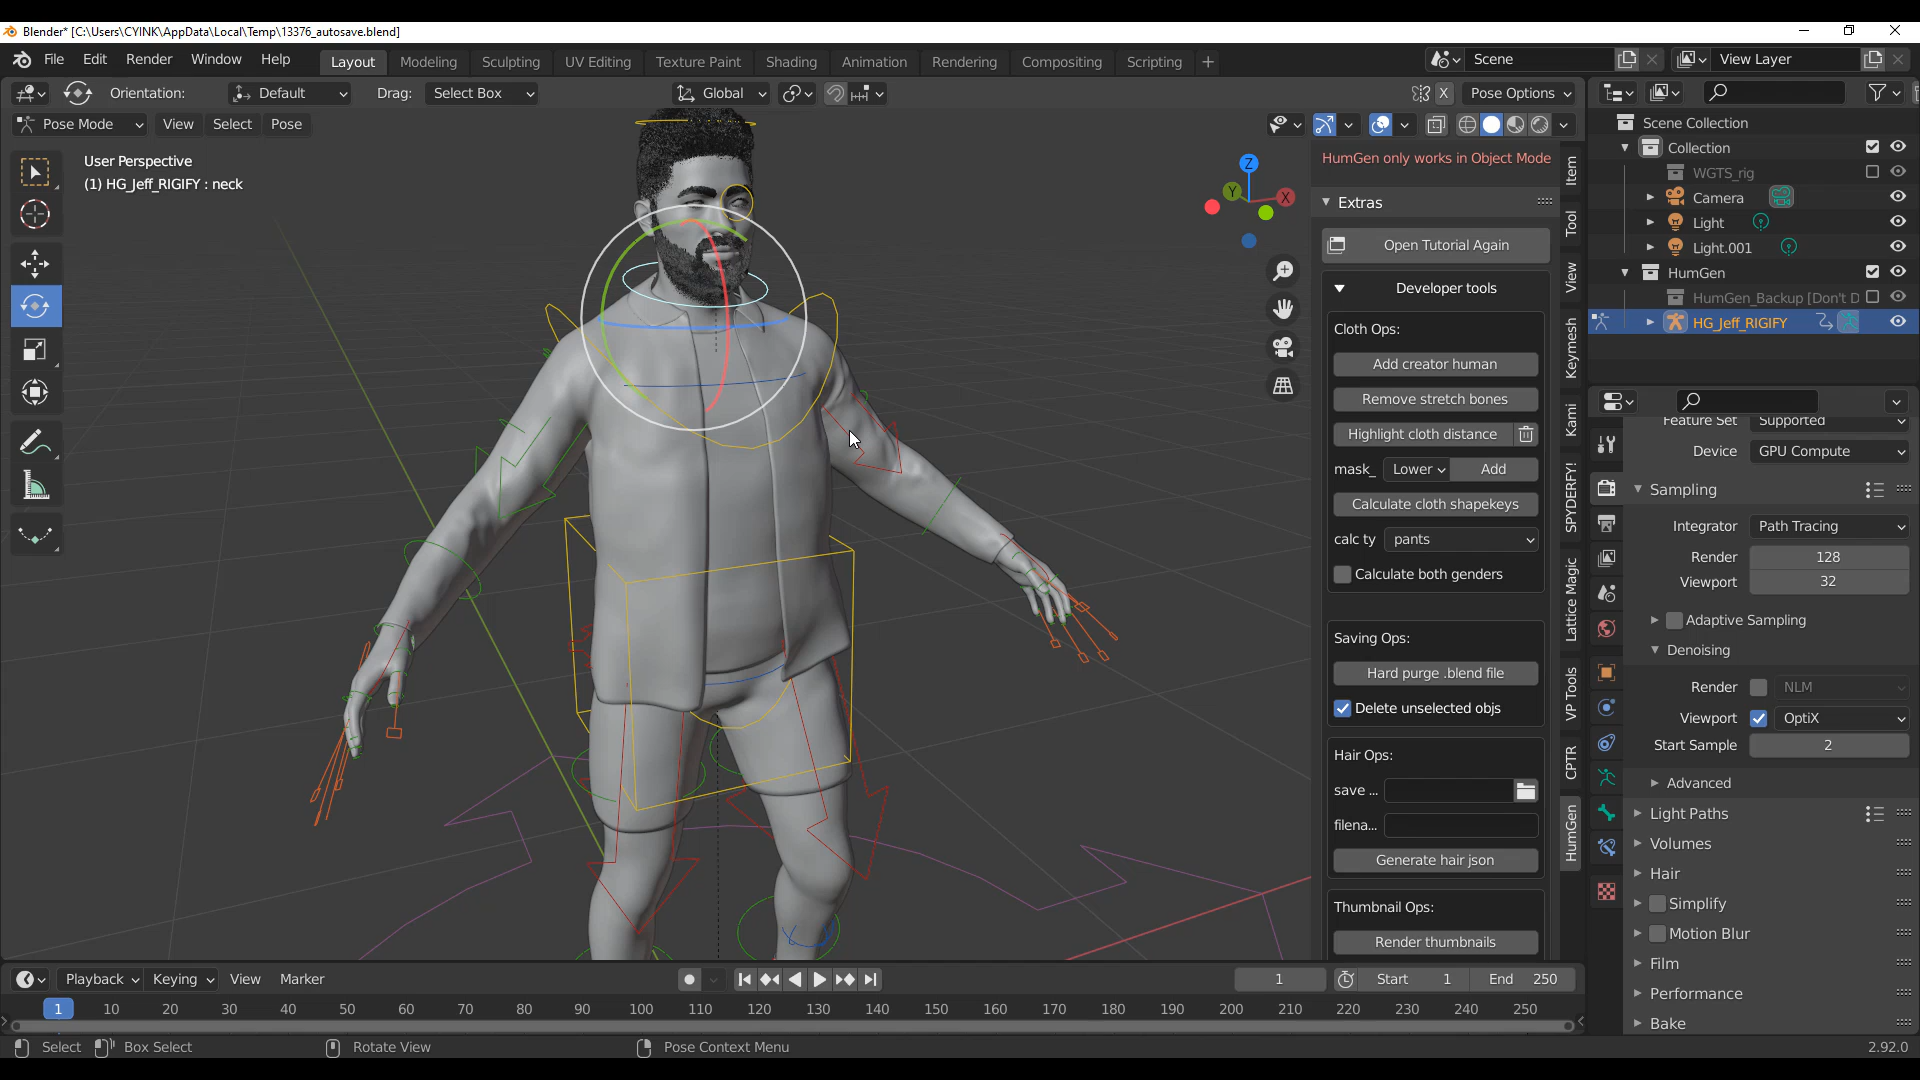 Blender* [C:\Users\CYINK\AppData\Local\Temp\13376_autosave.blend]
File Edit Render Window Help Layout Modeling Sculpting UV Editing Texture Paint Shading Animation Rendering Compositing Scripting + Scene View Layer
Orientation: Default Drag: Select Box Global X Pose Options
Pose Mode View Select Pose
User Perspective
(1) HG_Jeff_RIGIFY : neck
Z
Y
X
HumGen only works in Object Mode
Extras
Open Tutorial Again
Developer tools
Cloth Ops:
Add creator human
Remove stretch bones
Highlight cloth distance
mask_ Lower Add
Calculate cloth shapekeys
calc ty pants
Calculate both genders
Saving Ops:
Hard purge .blend file
Delete unselected objs
Hair Ops:
save ...
filena...
Generate hair json
Thumbnail Ops:
Render thumbnails
Item
Tool
View
Keymesh
Kami
SPYDERFY!
Lattice Magic
VP Tools
CPTR
HumGen
Scene Collection
Collection
WGTS_rig
Camera
Light
Light.001
HumGen
HumGen_Backup [Don't D
HG_Jeff_RIGIFY
Feature Set Supported
Device GPU Compute
Sampling
Integrator Path Tracing
Render 128
Viewport 32
Adaptive Sampling
Denoising
Render NLM
Viewport OptiX
Start Sample 2
Advanced
Light Paths
Volumes
Hair
Simplify
Motion Blur
Film
Performance
Bake
Playback Keying View Marker 1 Start 1 End 250
1 10 20 30 40 50 60 70 80 90 100 110 120 130 140 150 160 170 180 190 200 210 220 230 240 250
Select Box Select Rotate View Pose Context Menu 2.92.0